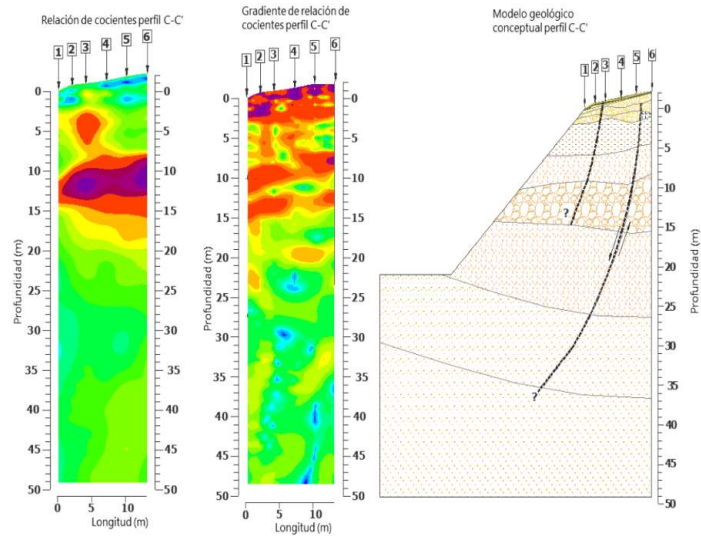 Relación de cocientes perfil C-C'
1 2 3 4 5 6
0 0
5 5
10 10
15 15
20 20
25 25
30 30
35 35
40 40
45 45
50 50
Profundidad (m)
0 5 10
Longitud (m)
Gradiente de relación de
cocientes perfil C-C'
1 2 3 4 5 6
0 0
5 5
10 10
15 15
20 20
25 25
30 30
35 35
40 40
45 45
50 50
Profundidad (m)
0 5 10
Longitud (m)
Modelo geológico
conceptual perfil C-C'
1 2 3 4 5 6
0
5
10
15
20
25
30
35
40
45
50
?
?
Profundidad (m)